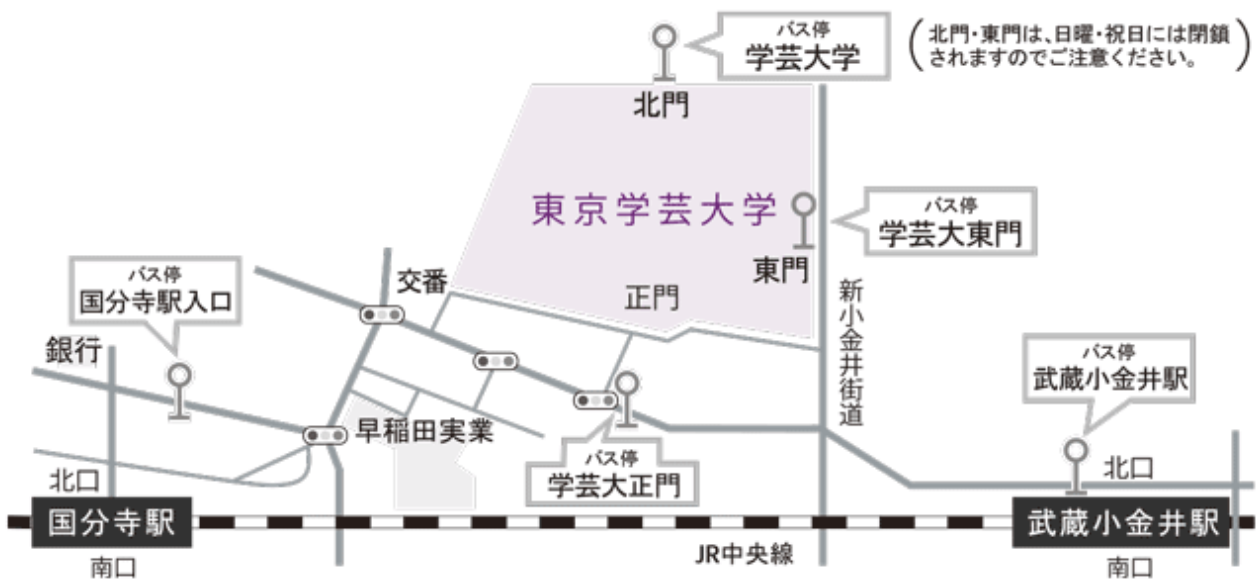 バス停
学芸大学
(北門・東門は、日曜・祝日には閉鎖
されますのでご注意ください。)
北門
東京学芸大学
バス停
学芸大東門
東門
正門
交番
新小金井街道
バス停
国分寺駅入口
銀行
早稲田実業
バス停
学芸大正門
バス停
武蔵小金井駅
北口
北口
国分寺駅
武蔵小金井駅
JR中央線
南口
南口